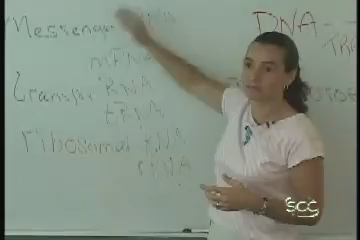 Messenger RNA
mRNA
Transfer RNA
tRNA
ribosomal RNA
rRNA
DNA -
SCC